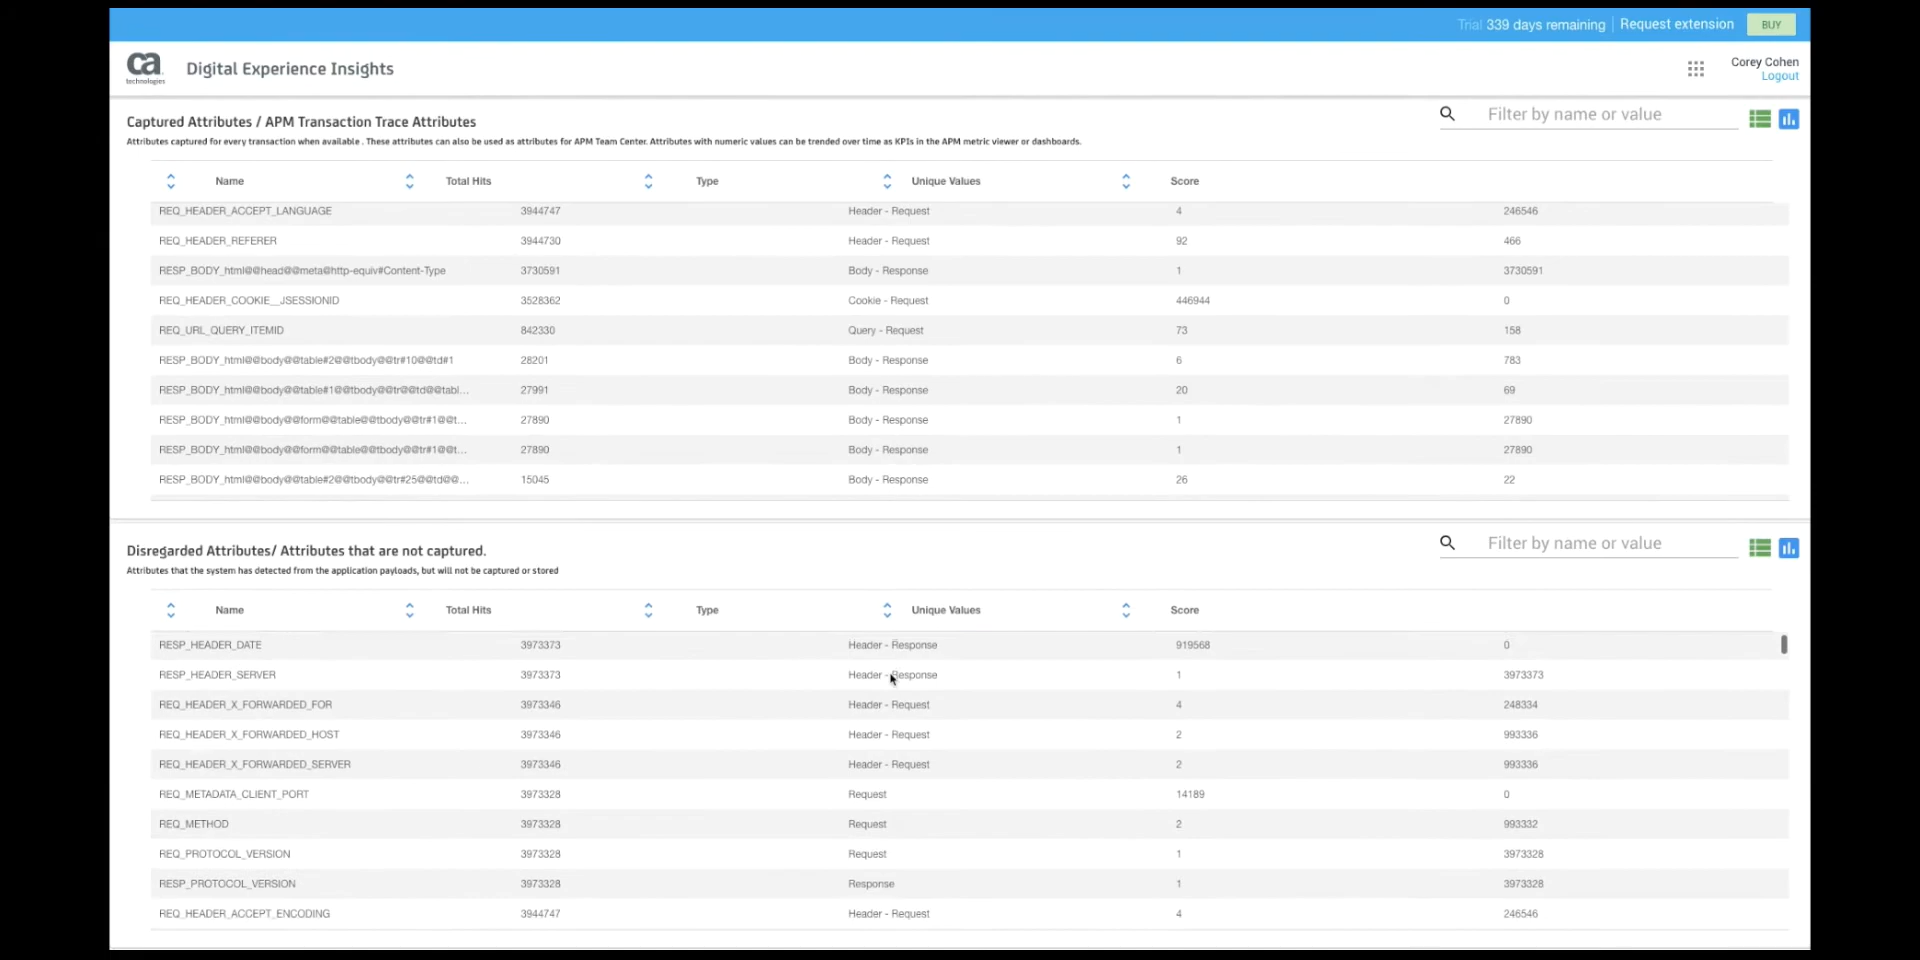 Trial 339 days remaining Request extension BUY
ca technologies Digital Experience Insights Corey Cohen
Logout
Captured Attributes / APM Transaction Trace Attributes Filter by name or value
Attributes captured for every transaction when available . These attributes can also be used as attributes for APM Team Center. Attributes with numeric values can be trended over time as KPIs in the APM metric viewer or dashboards.
Name Total Hits Type Unique Values Score
REQ_HEADER_ACCEPT_LANGUAGE 3944747 Header - Request 4 246546
REQ_HEADER_REFERER 3944730 Header - Request 92 466
RESP_BODY_html@@head@@meta@http-equiv#Content-Type 3730591 Body - Response 1 3730591
REQ_HEADER_COOKIE__JSESSIONID 3528362 Cookie - Request 446944 0
REQ_URL_QUERY_ITEMID 842330 Query - Request 73 158
RESP_BODY_html@@body@@table#2@@tbody@@tr#10@@td#1 28201 Body - Response 6 783
RESP_BODY_html@@body@@table#1@@tbody@@tr@@td@@tabl... 27991 Body - Response 20 69
RESP_BODY_html@@body@@form@@table@@tbody@@tr#1@@t... 27890 Body - Response 1 27890
RESP_BODY_html@@body@@form@@table@@tbody@@tr#1@@t... 27890 Body - Response 1 27890
RESP_BODY_html@@body@@table#2@@tbody@@tr#25@@td@@... 15045 Body - Response 26 22
Disregarded Attributes/ Attributes that are not captured. Filter by name or value
Attributes that the system has detected from the application payloads, but will not be captured or stored
Name Total Hits Type Unique Values Score
RESP_HEADER_DATE 3973373 Header - Response 919568 0
RESP_HEADER_SERVER 3973373 Header - Response 1 3973373
REQ_HEADER_X_FORWARDED_FOR 3973346 Header - Request 4 248334
REQ_HEADER_X_FORWARDED_HOST 3973346 Header - Request 2 993336
REQ_HEADER_X_FORWARDED_SERVER 3973346 Header - Request 2 993336
REQ_METADATA_CLIENT_PORT 3973328 Request 14189 0
REQ_METHOD 3973328 Request 2 993332
REQ_PROTOCOL_VERSION 3973328 Request 1 3973328
RESP_PROTOCOL_VERSION 3973328 Response 1 3973328
REQ_HEADER_ACCEPT_ENCODING 3944747 Header - Request 4 246546